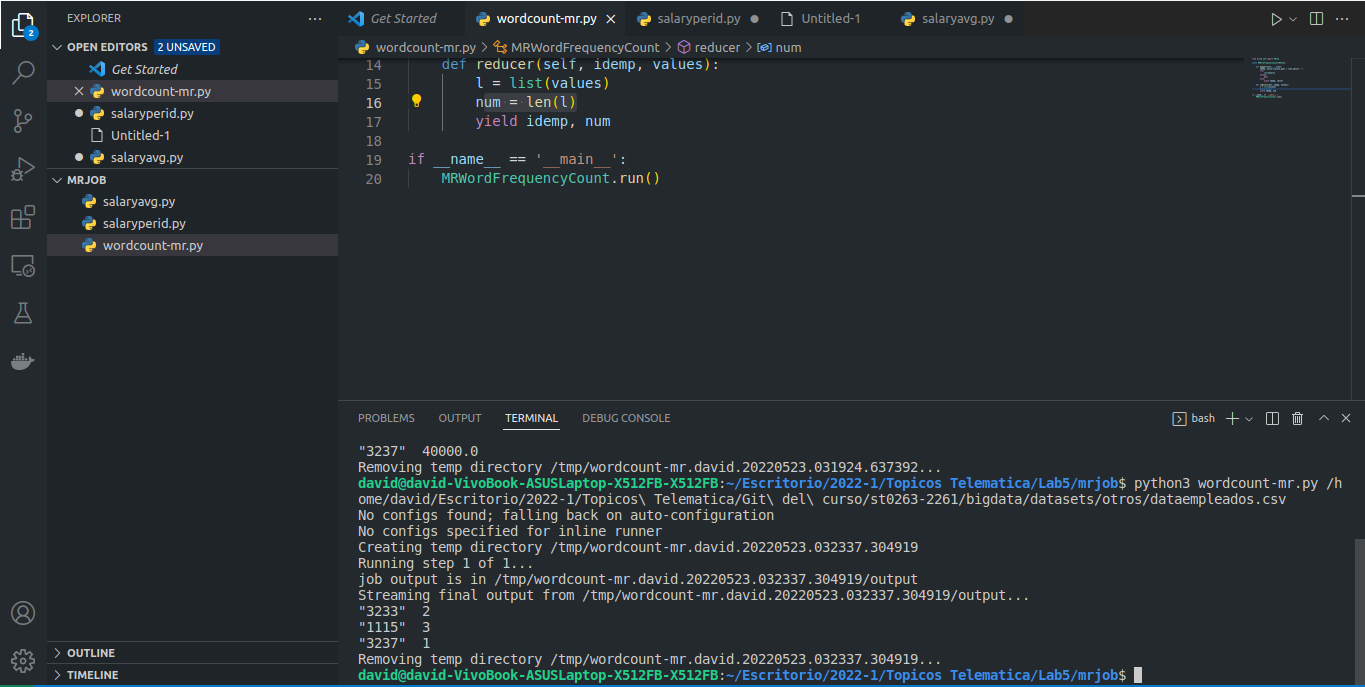 EXPLORER
OPEN EDITORS 2 UNSAVED
Get Started
wordcount-mr.py
salaryperid.py
Untitled-1
salaryavg.py
MRJOB
salaryavg.py
salaryperid.py
wordcount-mr.py
OUTLINE
TIMELINE
2
Get Started wordcount-mr.py salaryperid.py Untitled-1 salaryavg.py
wordcount-mr.py > MRWordFrequencyCount > reducer > num
14 def reducer(self, idemp, values):
15 l = list(values)
16 num = len(l)
17 yield idemp, num
18
19 if __name__ == '__main__':
20 MRWordFrequencyCount.run()
PROBLEMS OUTPUT TERMINAL DEBUG CONSOLE bash
"3237" 40000.0
Removing temp directory /tmp/wordcount-mr.david.20220523.031924.637392...
david@david-VivoBook-ASUSLaptop-X512FB-X512FB:~/Escritorio/2022-1/Topicos Telematica/Lab5/mrjob$ python3 wordcount-mr.py /h
ome/david/Escritorio/2022-1/Topicos\ Telematica/Git\ del\ curso/st0263-2261/bigdata/datasets/otros/dataempleados.csv
No configs found; falling back on auto-configuration
No configs specified for inline runner
Creating temp directory /tmp/wordcount-mr.david.20220523.032337.304919
Running step 1 of 1...
job output is in /tmp/wordcount-mr.david.20220523.032337.304919/output
Streaming final output from /tmp/wordcount-mr.david.20220523.032337.304919/output...
"3233" 2
"1115" 3
"3237" 1
Removing temp directory /tmp/wordcount-mr.david.20220523.032337.304919...
david@david-VivoBook-ASUSLaptop-X512FB-X512FB:~/Escritorio/2022-1/Topicos Telematica/Lab5/mrjob$